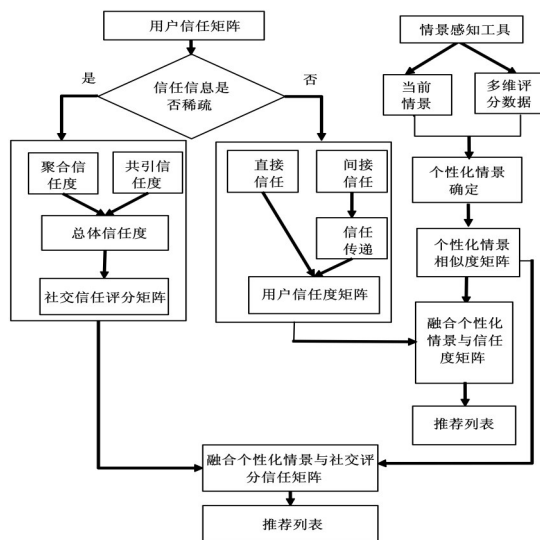 用户信任矩阵
情景感知工具
是
信任信息是
否稀疏
否
当前
情景
多维评
分数据
聚合信
任度
共引信
任度
直接
信任
间接
信任
个性化情景
确定
总体信任度
信任
传递
个性化情景
相似度矩阵
社交信任评分矩阵
用户信任度矩阵
融合个性化
情景与信任
度矩阵
推荐列表
融合个性化情景与社交评
分信任矩阵
推荐列表